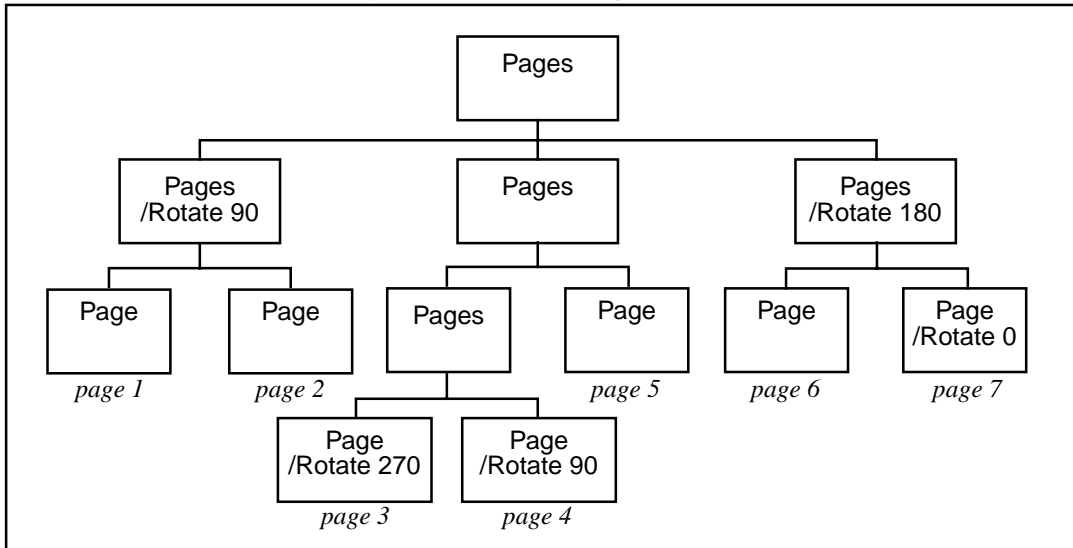 Pages
Pages
/Rotate 90
Pages
Pages
/Rotate 180
Page
Page
Pages
Page
Page
Page
/Rotate 0
page 1
page 2
page 5
page 6
page 7
Page
/Rotate 270
Page
/Rotate 90
page 3
page 4